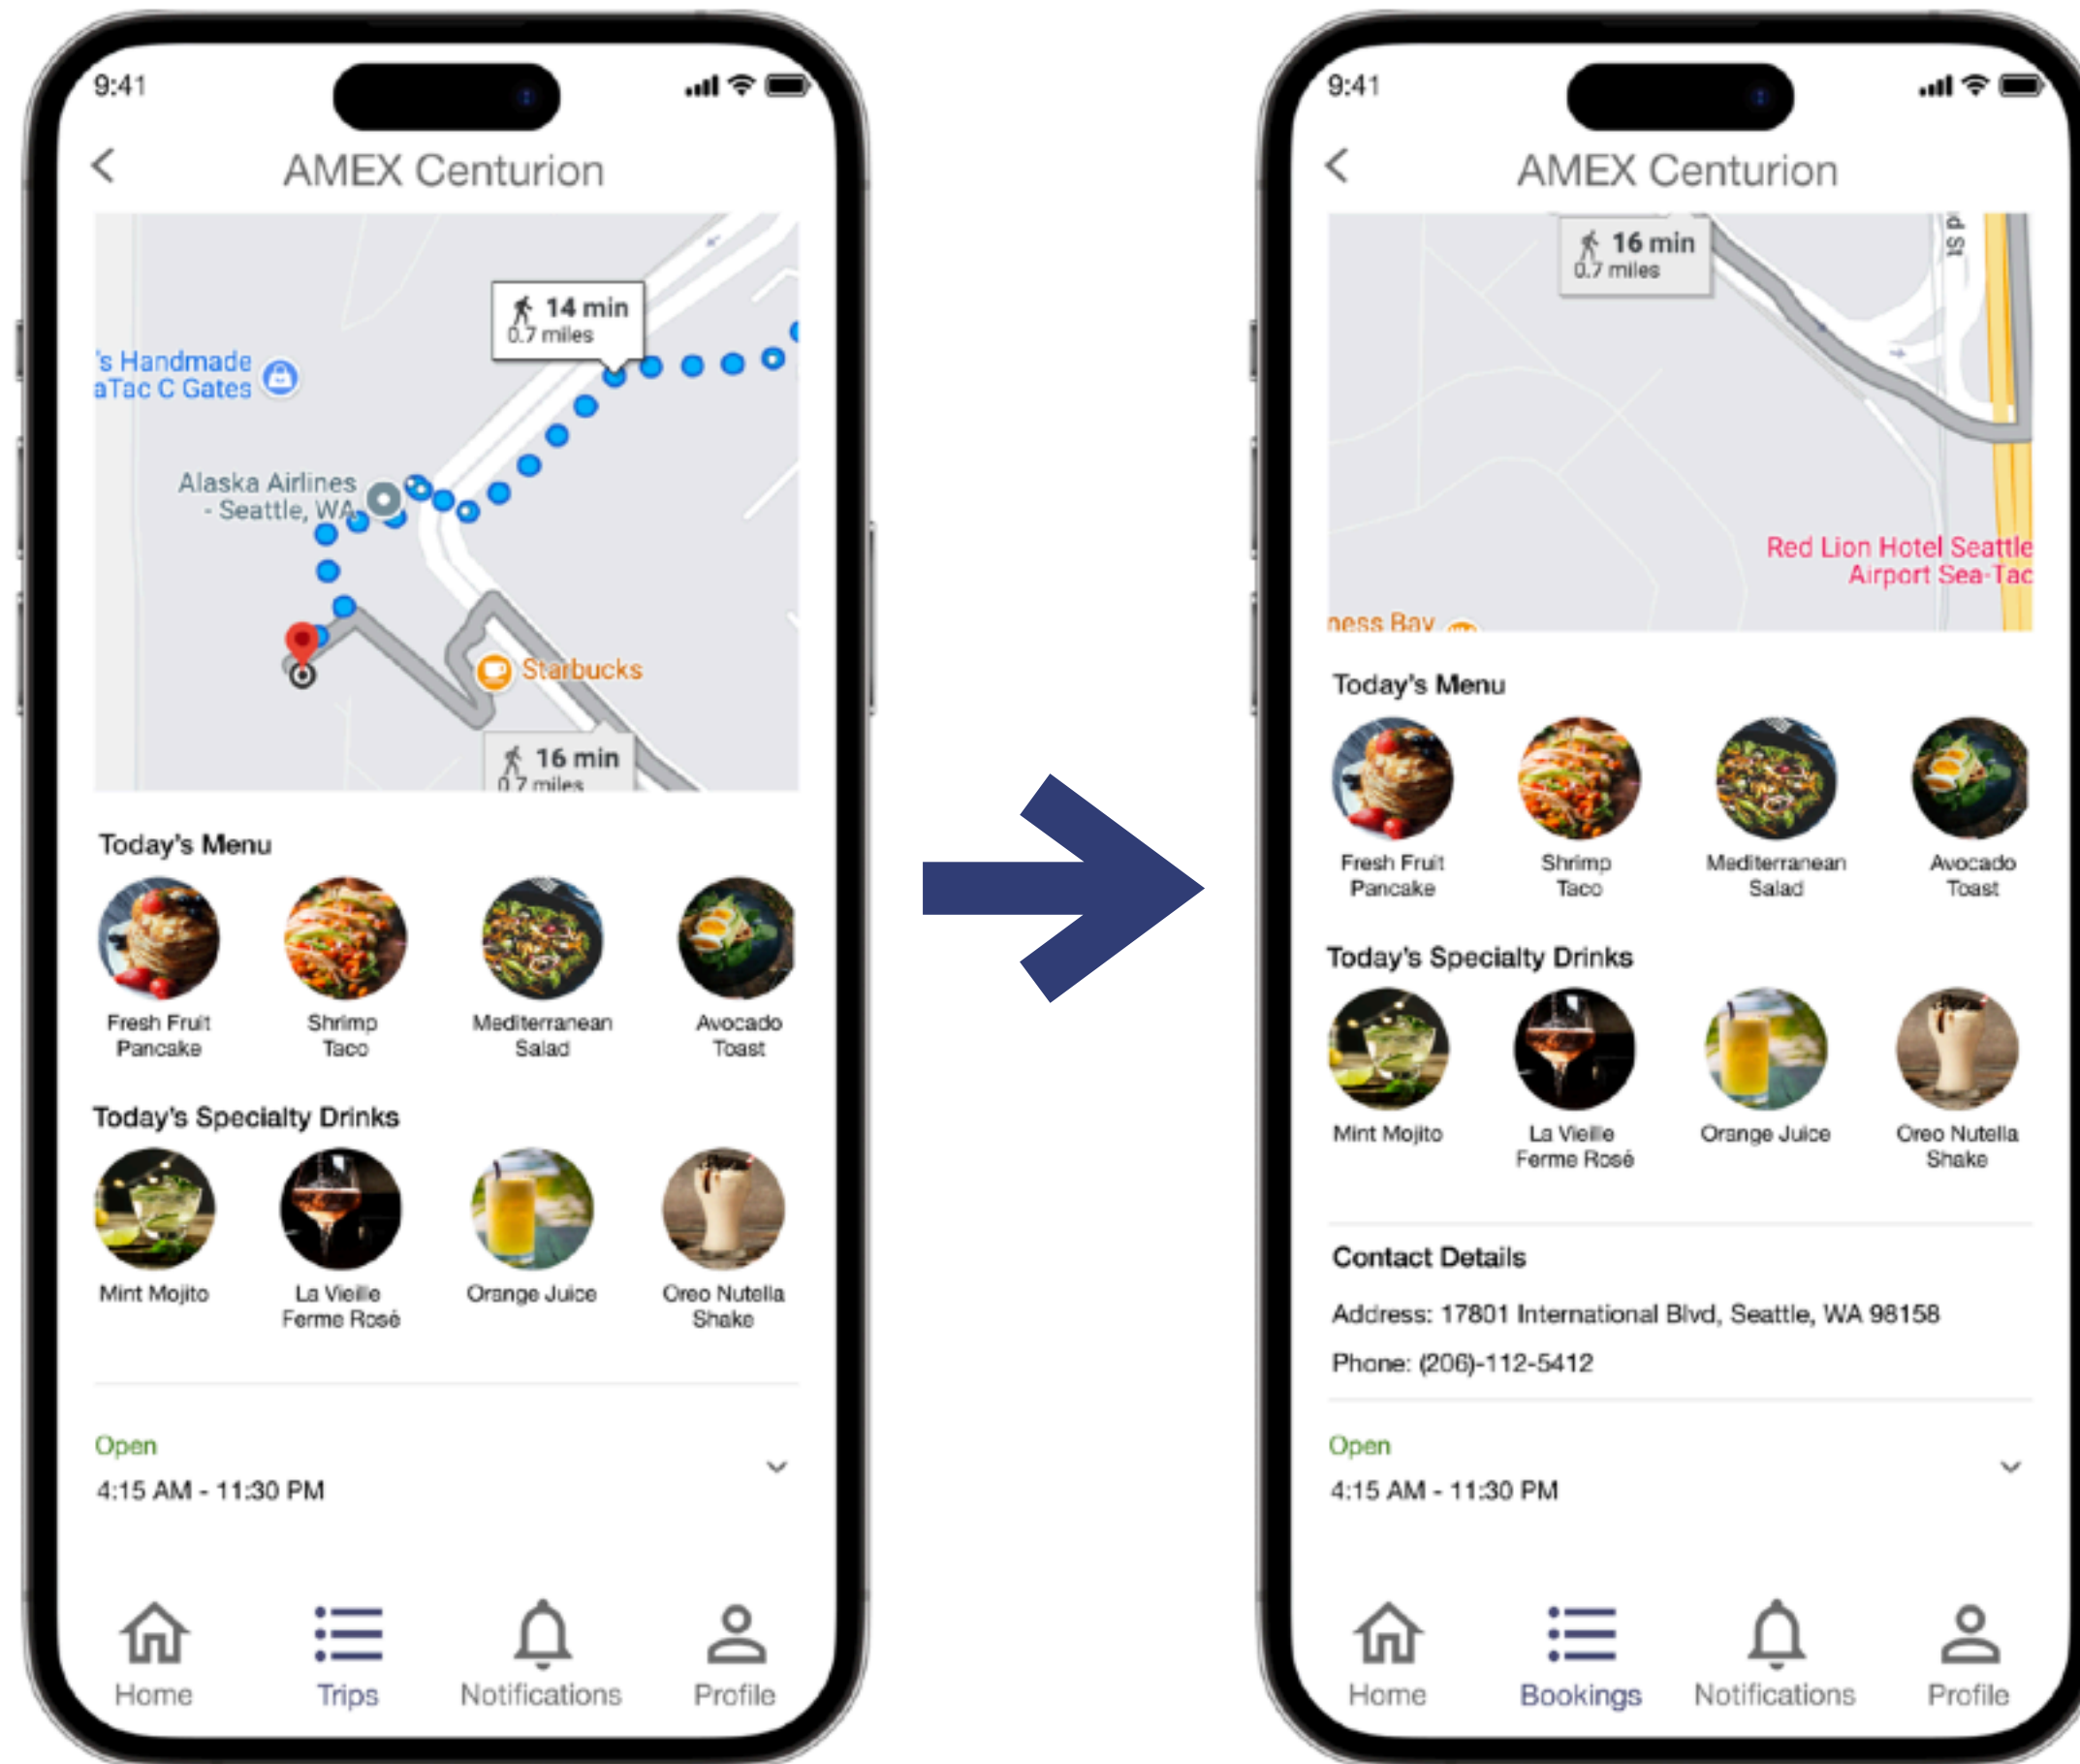 9:41
AMEX Centurion
14 min
0.7 miles
's Handmade
aTac C Gates
Alaska Airlines
- Seattle, WA
Starbucks
16 min
0.7 miles
Today's Menu
Fresh Fruit
Pancake
Shrimp
Taco
Mediterranean
Salad
Avocado
Toast
Today's Specialty Drinks
Mint Mojito
La Vieille
Ferme Rosé
Orange Juice
Oreo Nutella
Shake
Open
4:15 AM - 11:30 PM
Home
Trips
Notifications
Profile
9:41
AMEX Centurion
16 min
0.7 miles
d St
Red Lion Hotel Seattle
Airport Sea-Tac
ness Bay
Today's Menu
Fresh Fruit
Pancake
Shrimp
Taco
Mediterranean
Salad
Avocado
Toast
Today's Specialty Drinks
Mint Mojito
La Vieille
Ferme Rosé
Orange Juice
Oreo Nutella
Shake
Contact Details
Address: 17801 International Blvd, Seattle, WA 98158
Phone: (206)-112-5412
Open
4:15 AM - 11:30 PM
Home
Bookings
Notifications
Profile